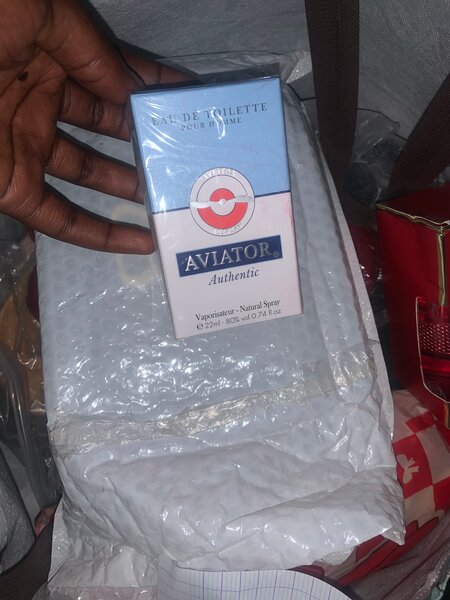 EAU DE TOILETTE
POUR HOMME
AVIATOR®
Authentic
Vaporisateur - Natural Spray
℮ 22ml - 80% vol 0.74 fl.oz